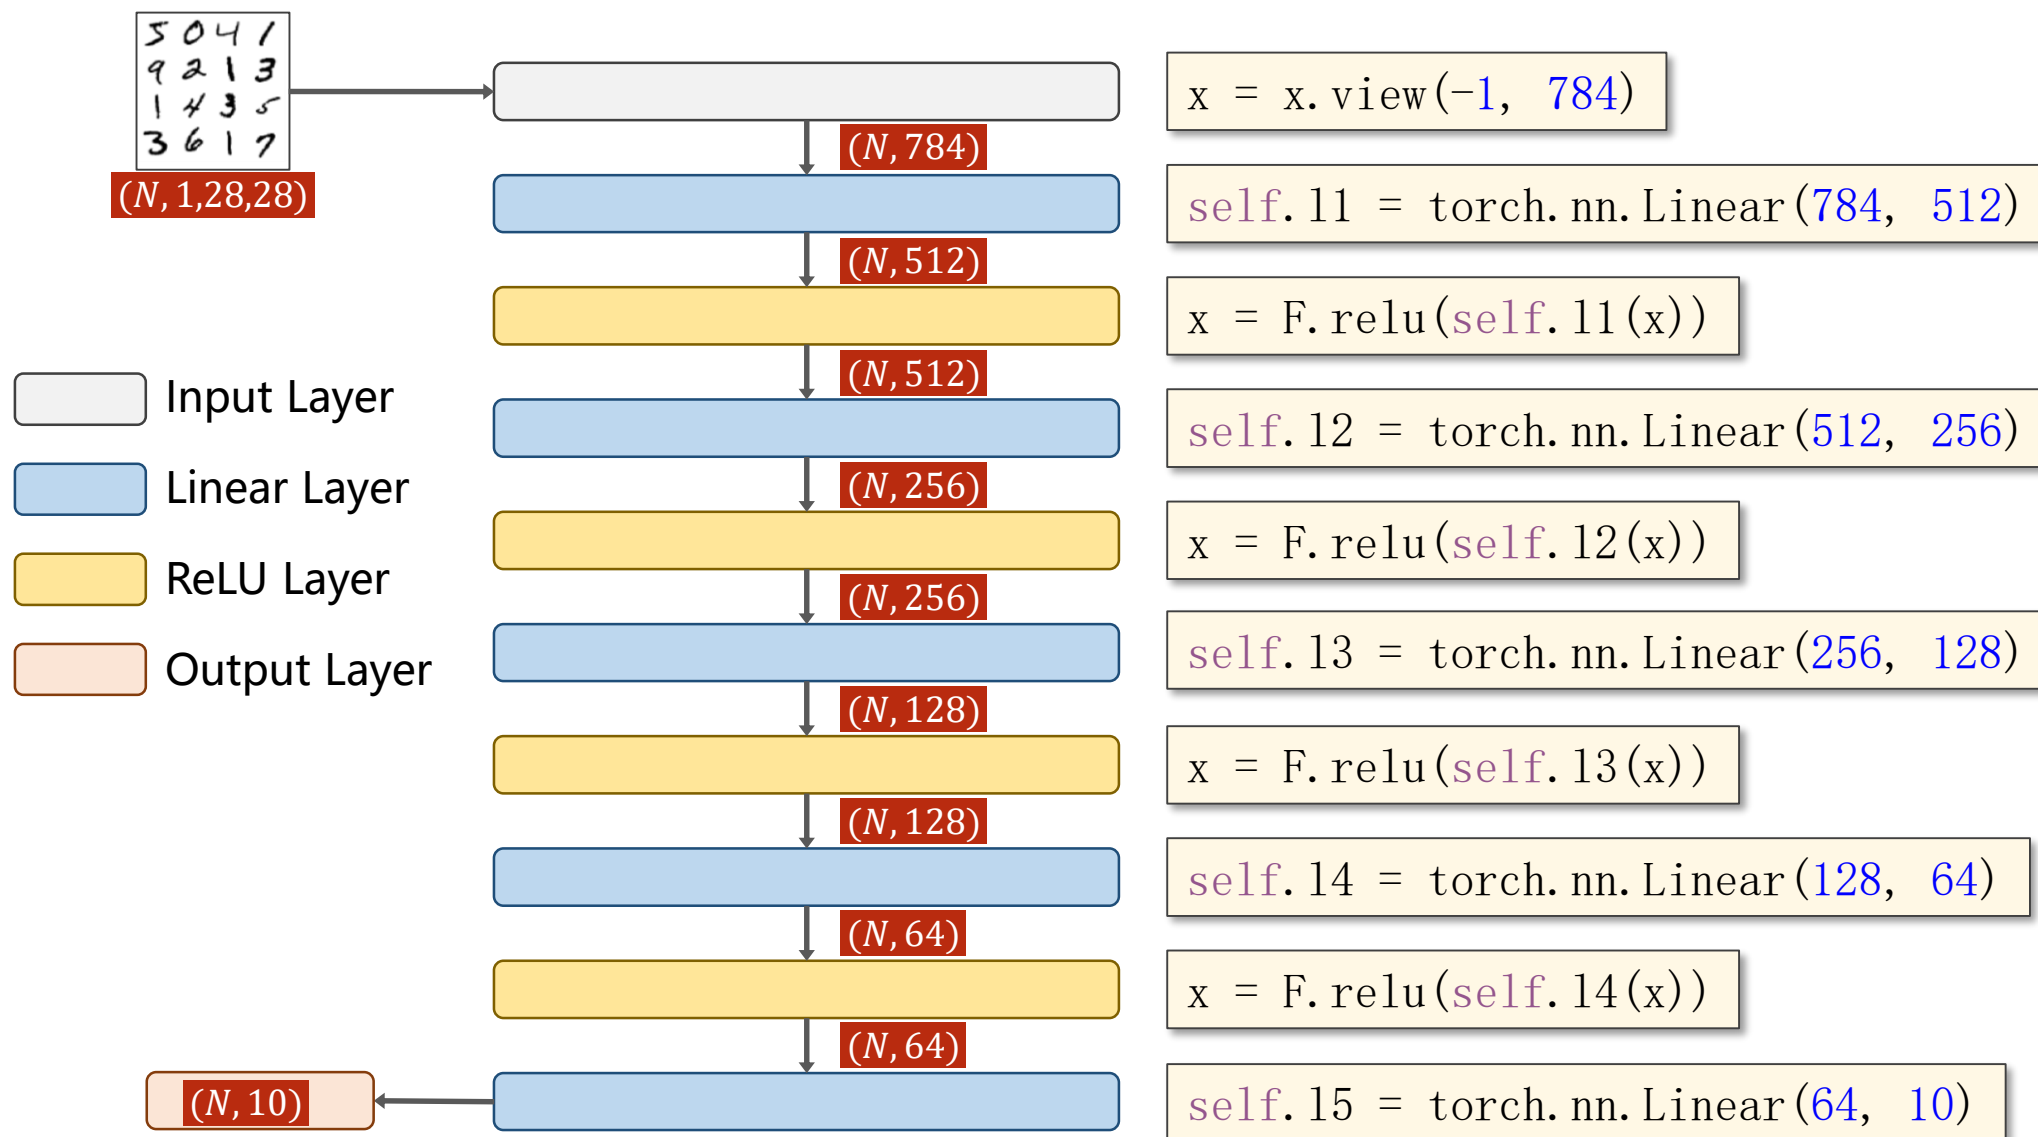 5 0 4 1
9 2 1 3
1 4 3 5
3 6 1 7
(N, 1,28,28)
Input Layer
Linear Layer
ReLU Layer
Output Layer
(N, 784)
(N, 512)
(N, 512)
(N, 256)
(N, 256)
(N, 128)
(N, 128)
(N, 64)
(N, 64)
(N, 10)
x = x.view(-1, 784)
self.l1 = torch.nn.Linear(784, 512)
x = F.relu(self.l1(x))
self.l2 = torch.nn.Linear(512, 256)
x = F.relu(self.l2(x))
self.l3 = torch.nn.Linear(256, 128)
x = F.relu(self.l3(x))
self.l4 = torch.nn.Linear(128, 64)
x = F.relu(self.l4(x))
self.l5 = torch.nn.Linear(64, 10)